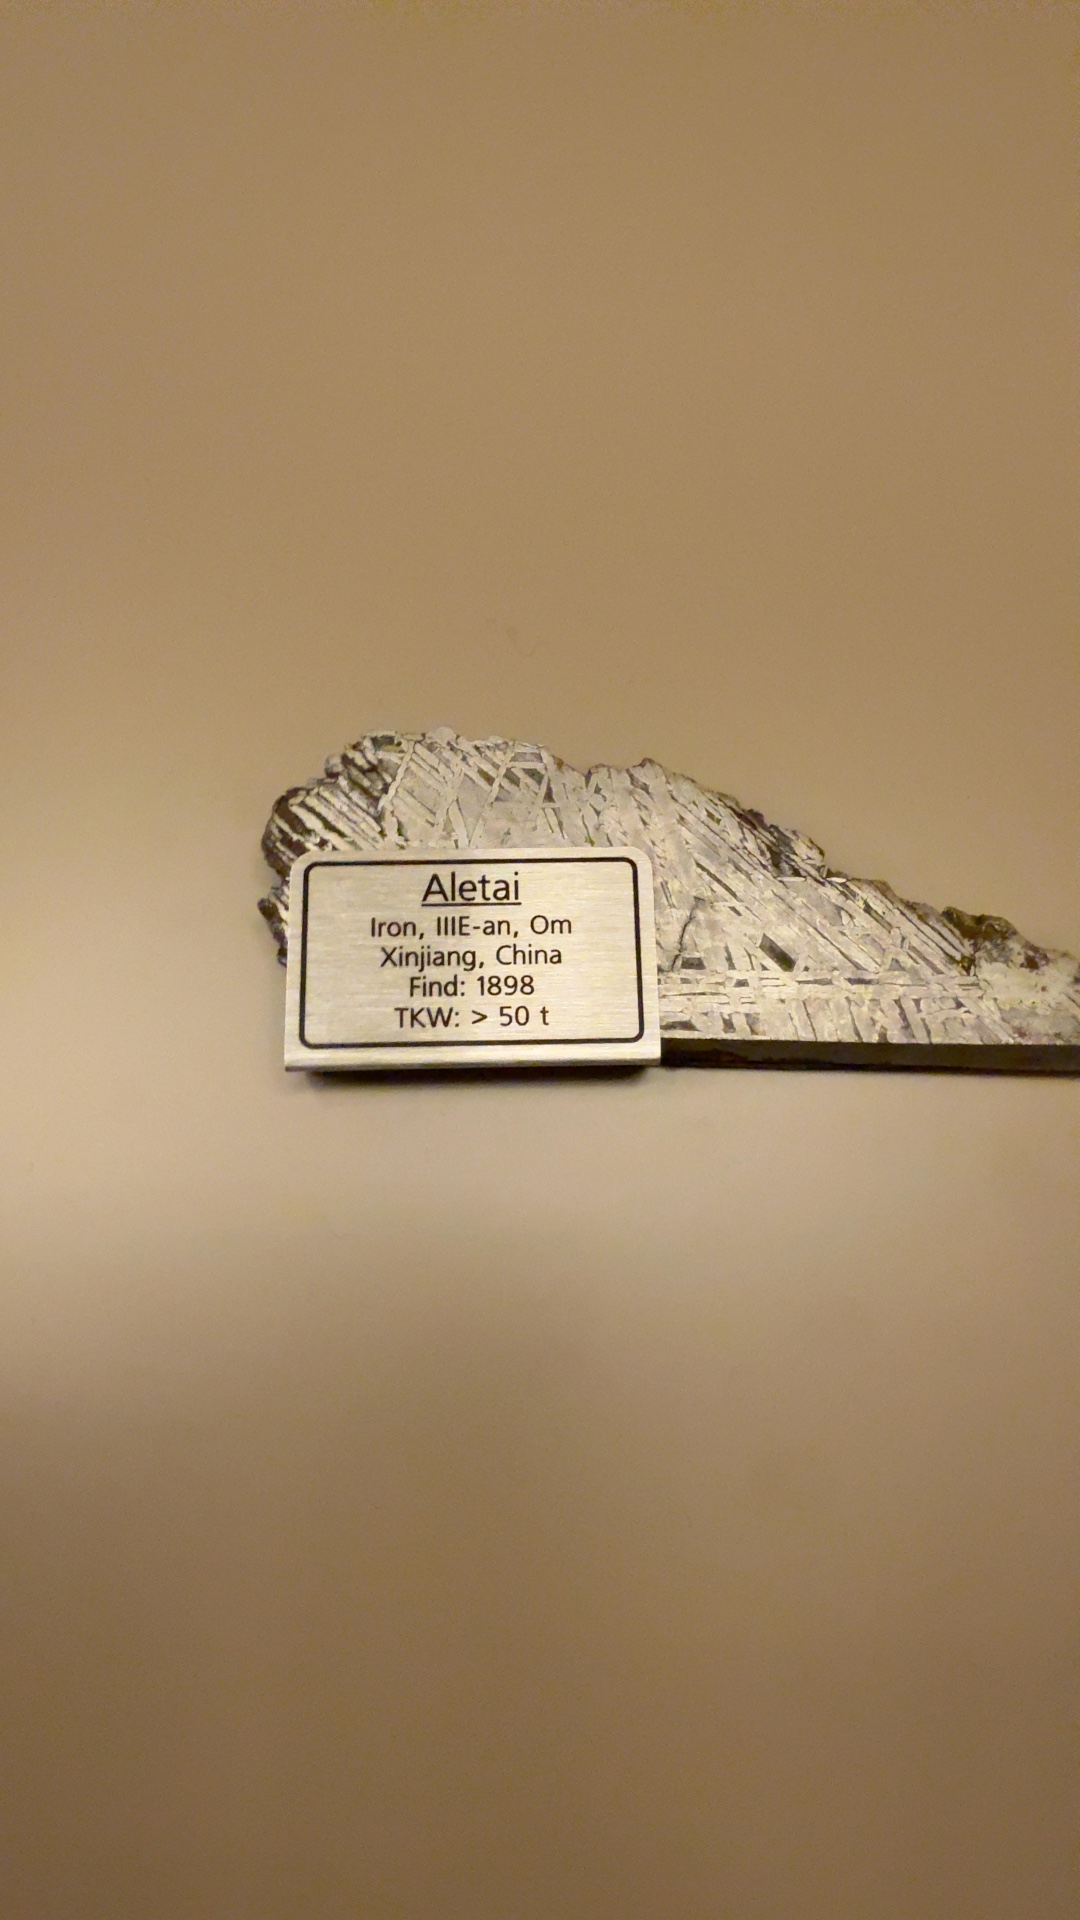 Aletai
Iron, IIIE-an, Om
Xinjiang, China
Find: 1898
TKW: > 50 t